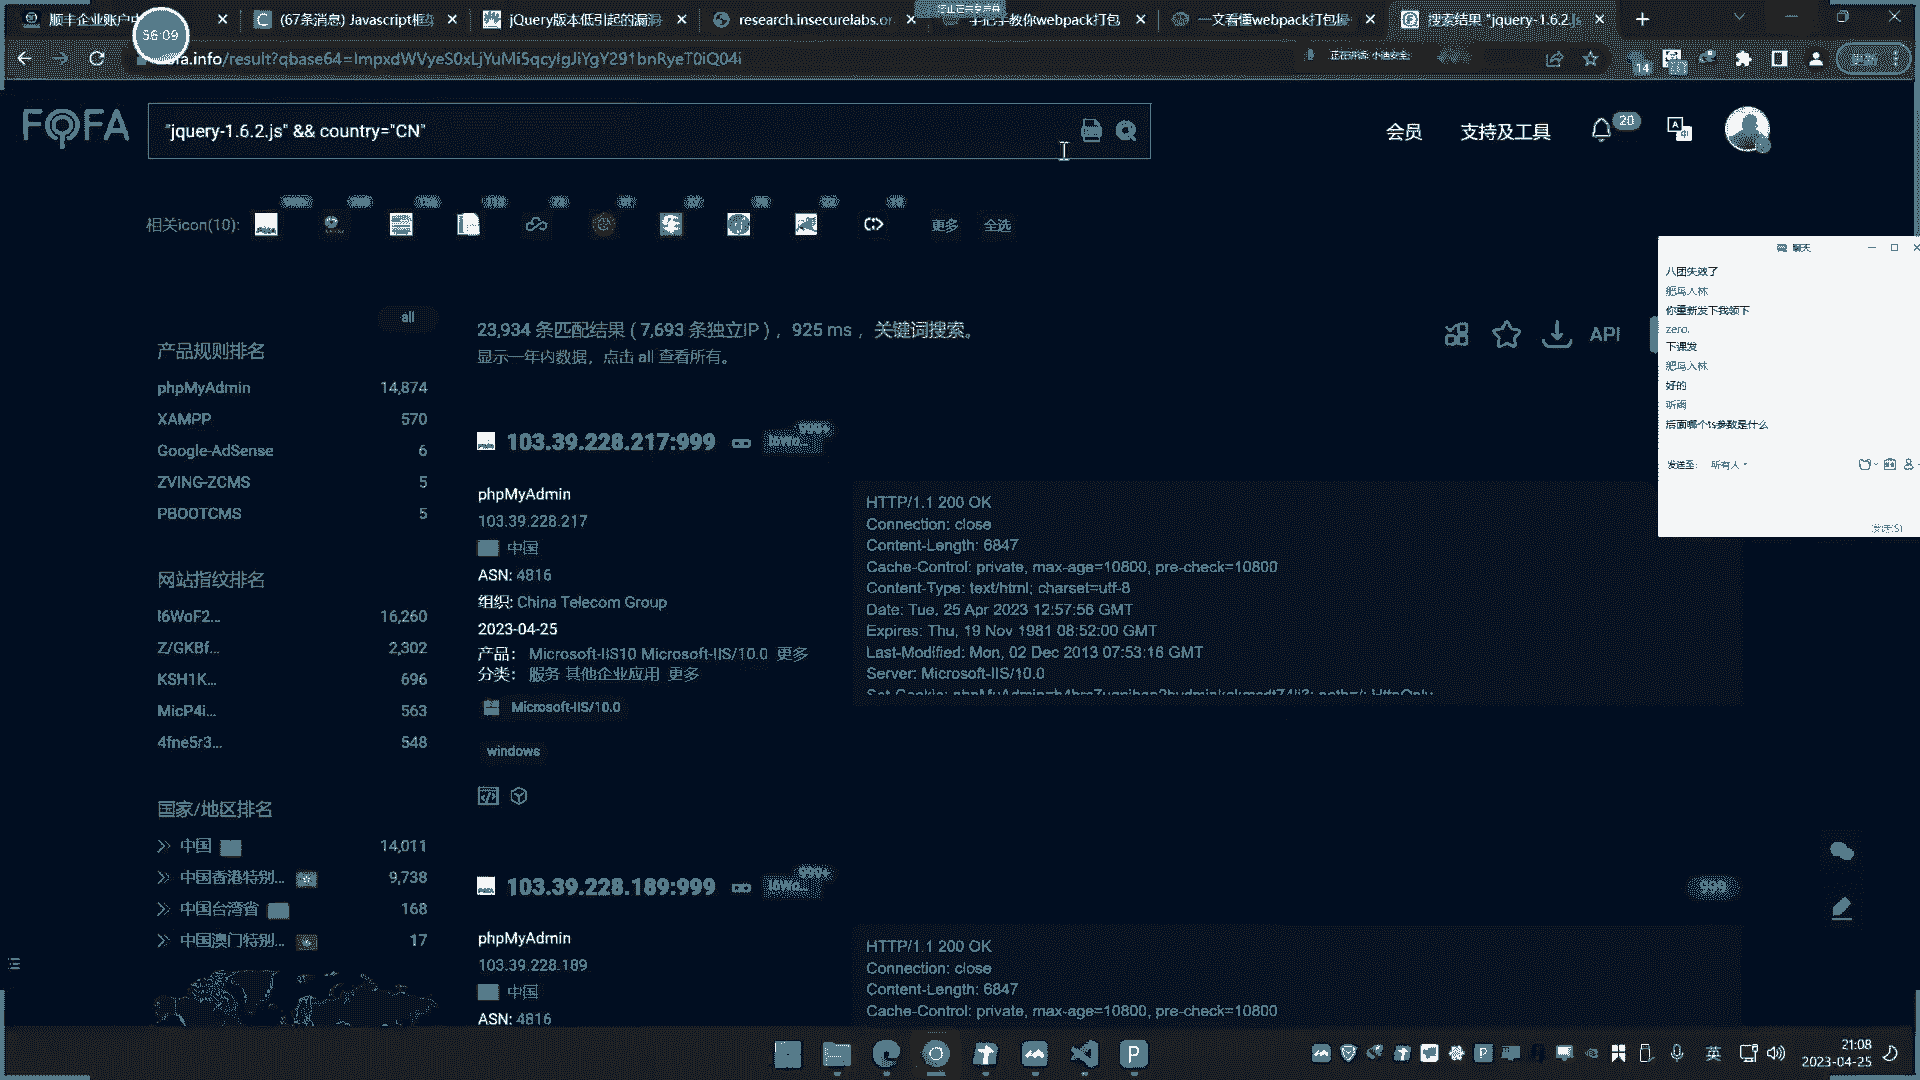 顺丰企业账户中
(67条消息) Javascript框架
jQuery版本低引起的漏洞
research.insecurelabs.or
手把手教你webpack打包
一文看懂webpack打包
搜索结果 "jquery-1.6.2.js
56:09
fa.info/result?qbase64=ImpxdWVyeS0xLjYuMi5qcyIgJiYgY291bnRyeT0iQ04i
14
更新
FOFA
"jquery-1.6.2.js" && country="CN"
会员
支持及工具
20
相关icon(10):
更多
全选
all
23,934 条匹配结果 ( 7,693 条独立IP ) ， 925 ms ， 关键词搜索。
显示一年内数据，点击 all 查看所有。
API
产品规则排名
phpMyAdmin 14,874
XAMPP 570
Google-AdSense 6
ZVING-ZCMS 5
PBOOTCMS 5
网站指纹排名
I6WoF2... 16,260
Z/GKBf... 2,302
KSH1K... 696
MicP4i... 563
4fne5r3... 548
国家/地区排名
中国 14,011
中国香港特别... 9,738
中国台湾省 168
中国澳门特别... 17
103.39.228.217:999
999+
phpMyAdmin
103.39.228.217
中国
ASN: 4816
组织: China Telecom Group
2023-04-25
产品： Microsoft-IIS10 Microsoft-IIS/10.0 更多
分类： 服务 其他企业应用 更多
Microsoft-IIS/10.0
windows
HTTP/1.1 200 OK
Connection: close
Content-Length: 6847
Cache-Control: private, max-age=10800, pre-check=10800
Content-Type: text/html; charset=utf-8
Date: Tue, 25 Apr 2023 12:57:56 GMT
Expires: Thu, 19 Nov 1981 08:52:00 GMT
Last-Modified: Mon, 02 Dec 2013 07:53:16 GMT
Server: Microsoft-IIS/10.0
103.39.228.189:999
999+
999
phpMyAdmin
103.39.228.189
中国
ASN: 4816
HTTP/1.1 200 OK
Connection: close
Content-Length: 6847
Cache-Control: private, max-age=10800, pre-check=10800
聊天
八团失效了
肥鸟入林
你重新发下我领下
zero.
下课发
肥鸟入林
好的
听雨
后面哪个ts参数是什么
发送至: 所有人
发送(S)
英
21:08
2023-04-25